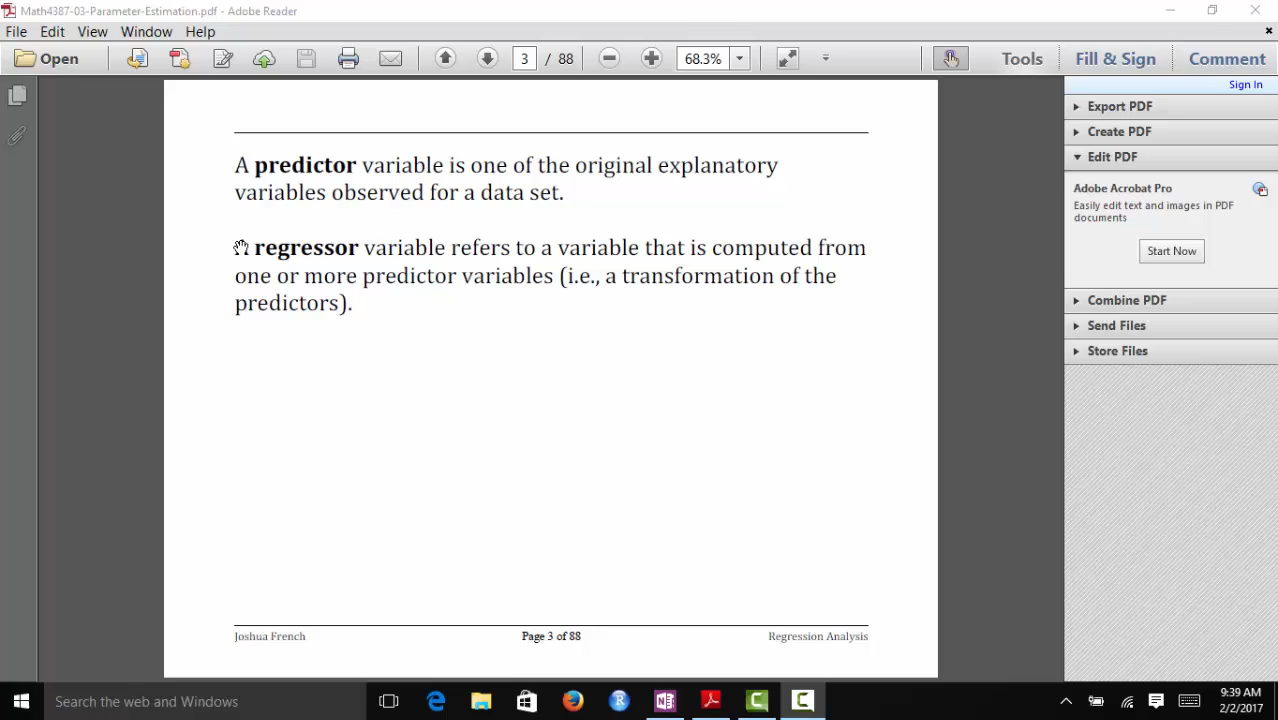 Math4387-03-Parameter-Estimation.pdf - Adobe Reader
File Edit View Window Help
Open 3 / 88 68.3% Tools Fill & Sign Comment
Sign In
Export PDF
Create PDF
Edit PDF
Adobe Acrobat Pro
Easily edit text and images in PDF
documents
Start Now
Combine PDF
Send Files
Store Files
A predictor variable is one of the original explanatory
variables observed for a data set.
regressor variable refers to a variable that is computed from
one or more predictor variables (i.e., a transformation of the
predictors).
Joshua French Page 3 of 88 Regression Analysis
Search the web and Windows
9:39 AM
2/2/2017